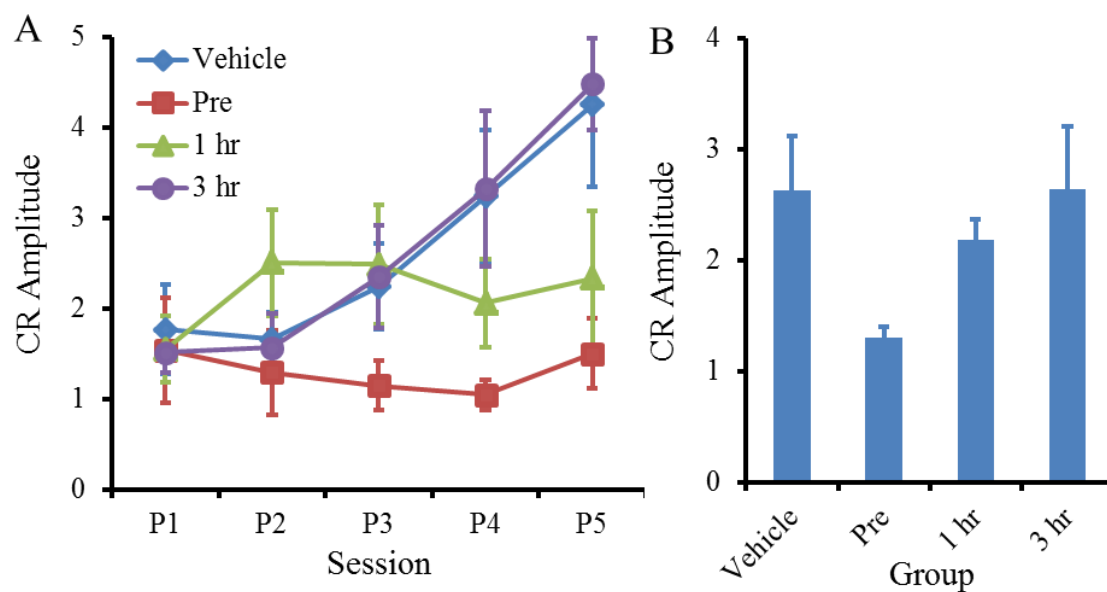 A
CR Amplitude
5
4
3
2
1
0
Vehicle
Pre
1 hr
3 hr
P1 P2 P3 P4 P5
Session
B
CR Amplitude
4
3
2
1
0
Vehicle Pre 1 hr 3 hr
Group